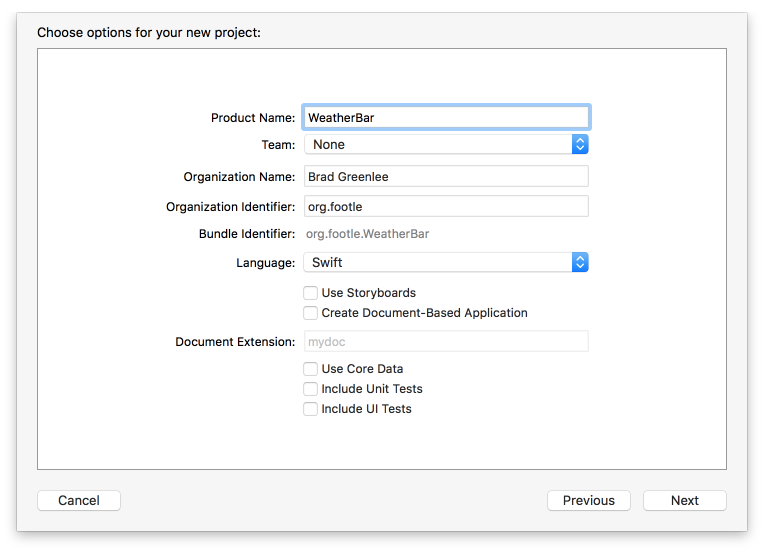 Choose options for your new project:
Product Name: WeatherBar
Team: None
Organization Name: Brad Greenlee
Organization Identifier: org.footle
Bundle Identifier: org.footle.WeatherBar
Language: Swift
Use Storyboards
Create Document-Based Application
Document Extension: mydoc
Use Core Data
Include Unit Tests
Include UI Tests
Cancel Previous Next